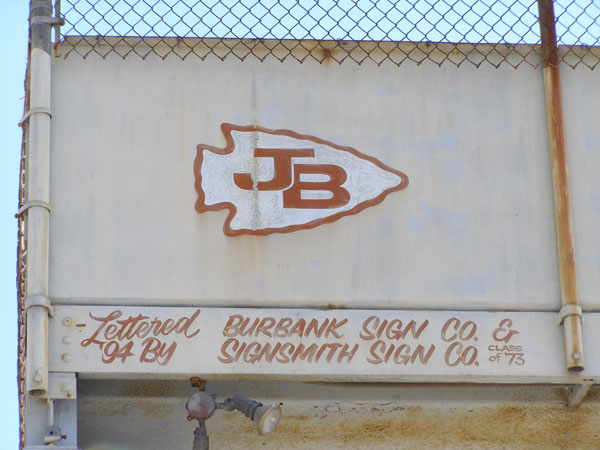 JB
Lettered BURBANK SIGN CO. &
'94 BY SIGNSMITH SIGN CO. CLASS of '73